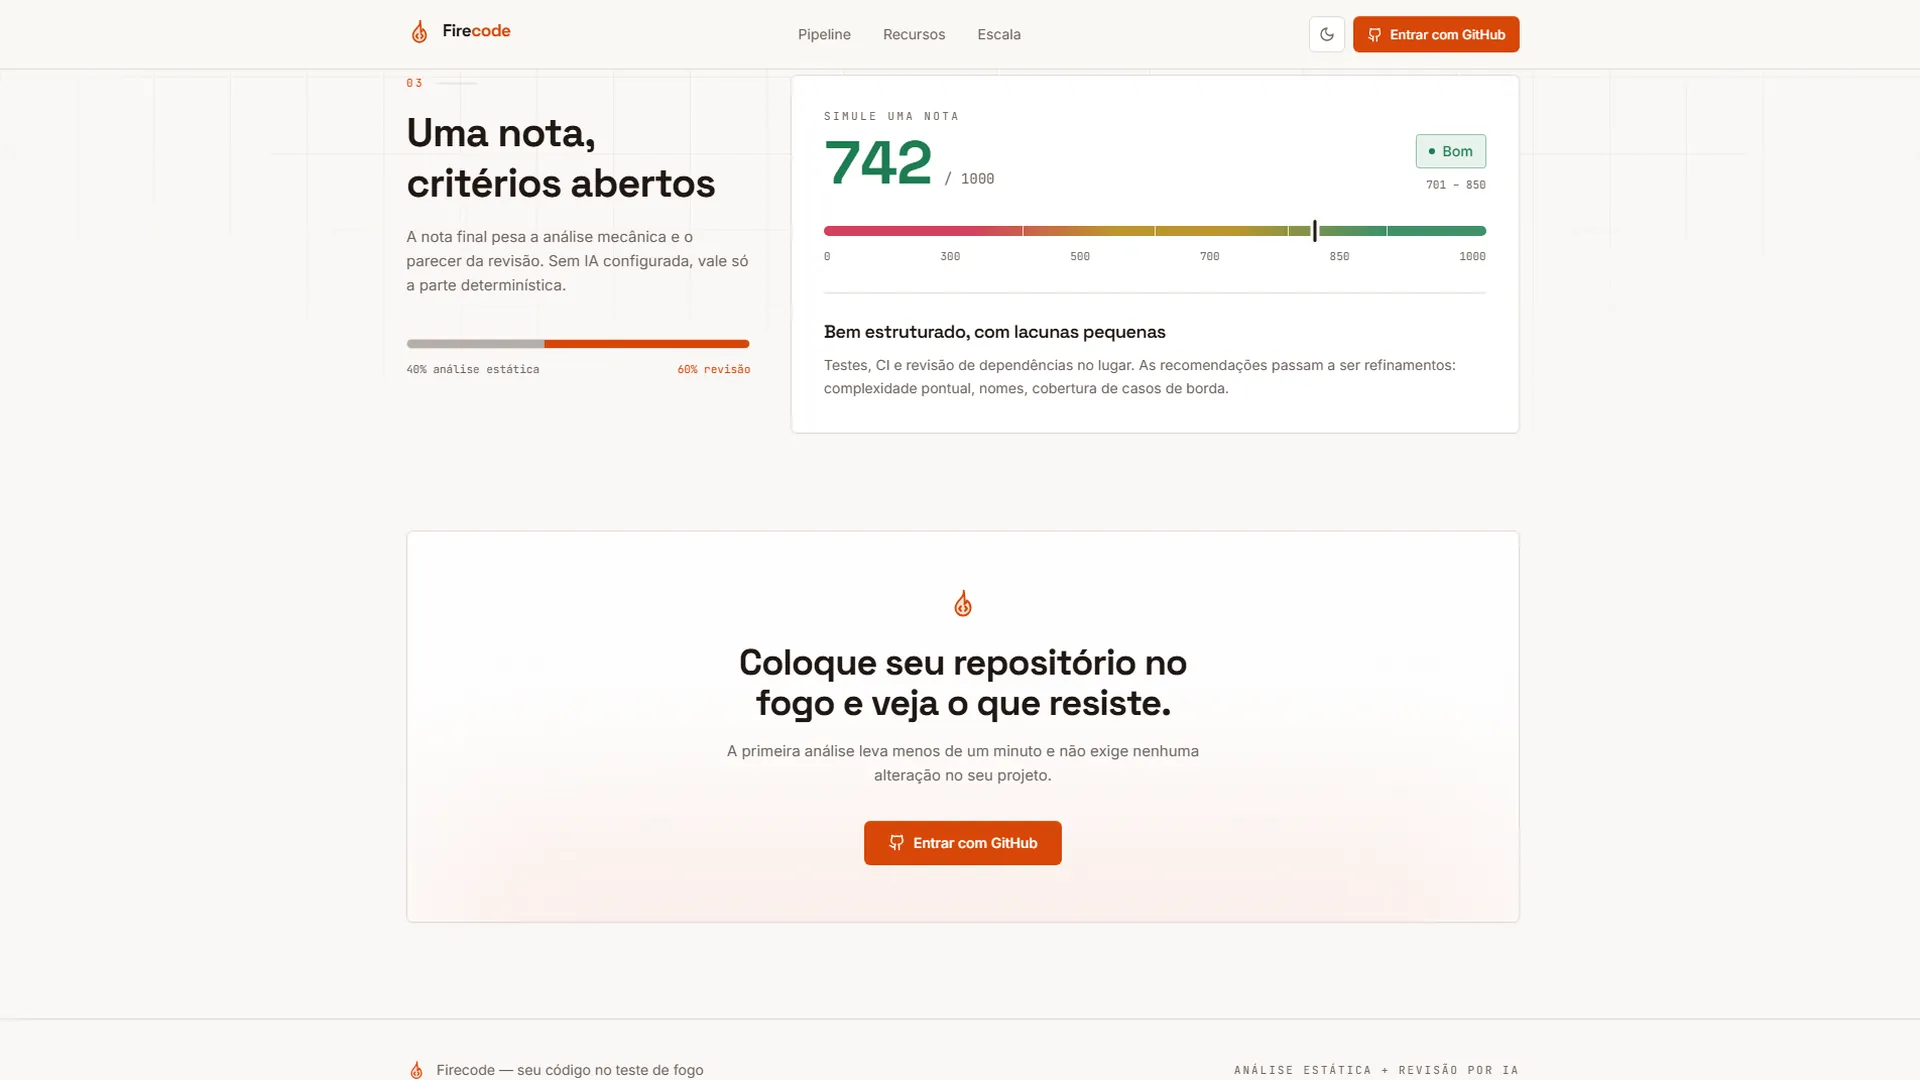 Firecode
Pipeline
Recursos
Escala
Entrar com GitHub
03
Uma nota,
critérios abertos
A nota final pesa a análise mecânica e o
parecer da revisão. Sem IA configurada, vale só
a parte determinística.
40% análise estática
60% revisão
SIMULE UMA NOTA
742 / 1000
Bom
701 – 850
0 300 500 700 850 1000
Bem estruturado, com lacunas pequenas
Testes, CI e revisão de dependências no lugar. As recomendações passam a ser refinamentos:
complexidade pontual, nomes, cobertura de casos de borda.
Coloque seu repositório no
fogo e veja o que resiste.
A primeira análise leva menos de um minuto e não exige nenhuma
alteração no seu projeto.
Entrar com GitHub
Firecode — seu código no teste de fogo
ANÁLISE ESTÁTICA + REVISÃO POR IA